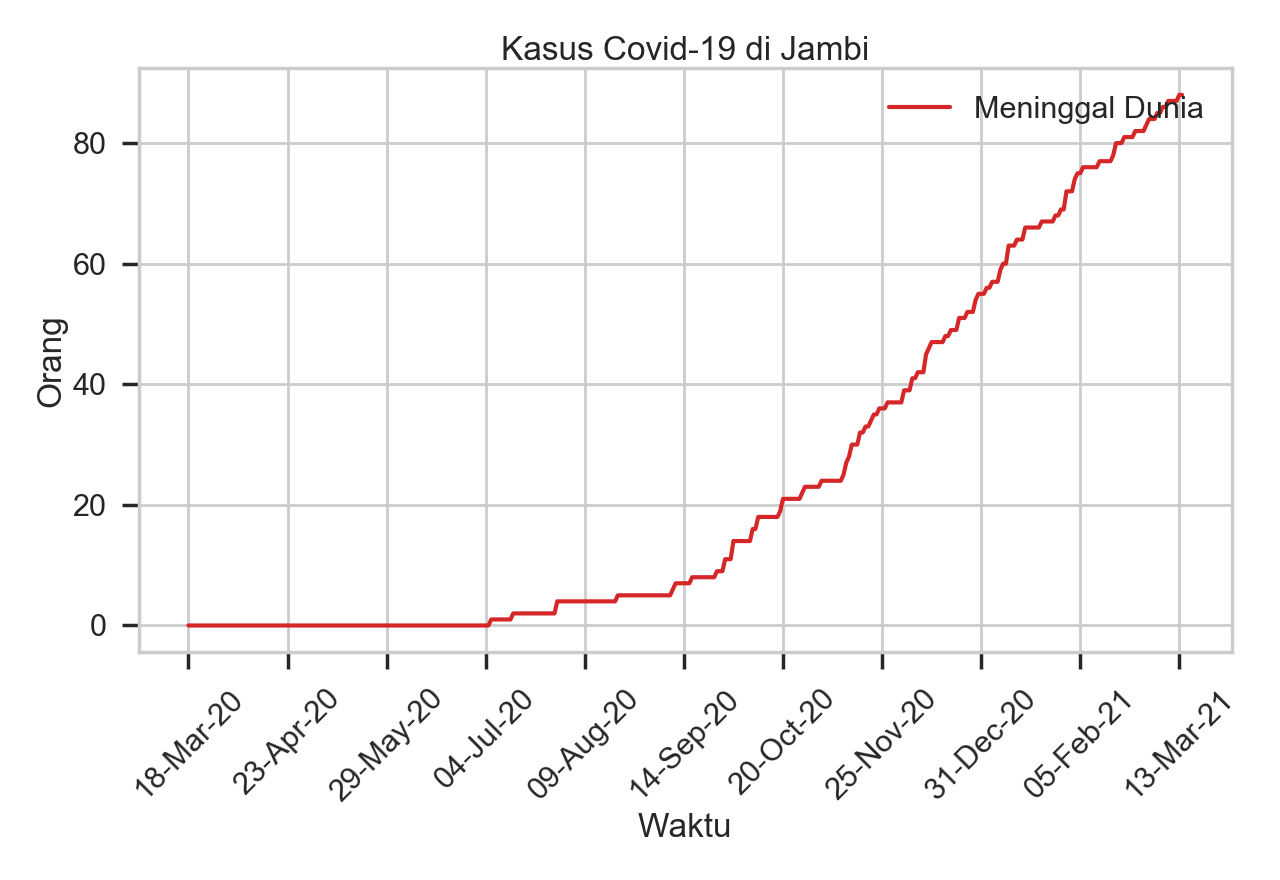 Kasus Covid-19 di Jambi
Meninggal Dunia
Orang
80
60
40
20
0
18-Mar-20
23-Apr-20
29-May-20
04-Jul-20
09-Aug-20
14-Sep-20
20-Oct-20
25-Nov-20
31-Dec-20
05-Feb-21
13-Mar-21
Waktu